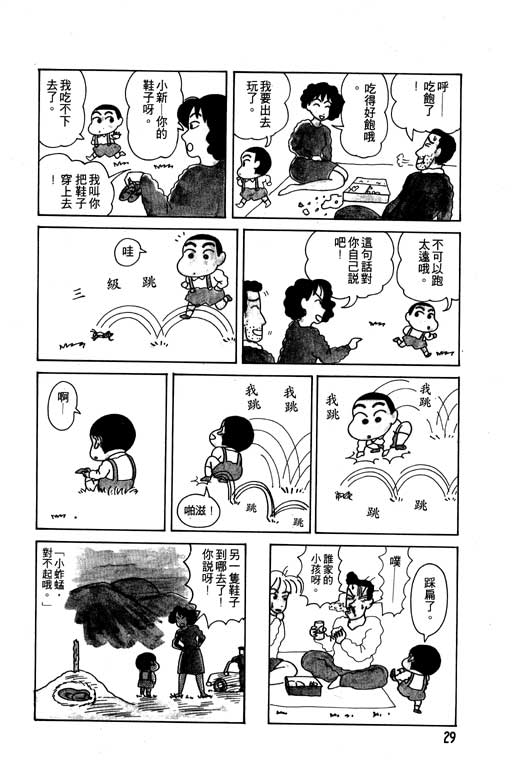 呼——
吃飽了
！
吃得好飽哦
。
我要出去
玩了。
小新—你的
鞋子呀。
我吃不下
去了。
我叫你
把鞋子
穿上去
不可以跑
太遠哦。
這句話對
你自己說
吧！
哇
三 級 跳
我跳
我跳
跳
跳
我跳
我跳
跳
跳
啪滋！
啊——
踩扁了。
噗
誰家的
小孩呀。
另一隻鞋子
到哪去了！
你說呀！
「小蚱蜢，
對不起哦。」
29